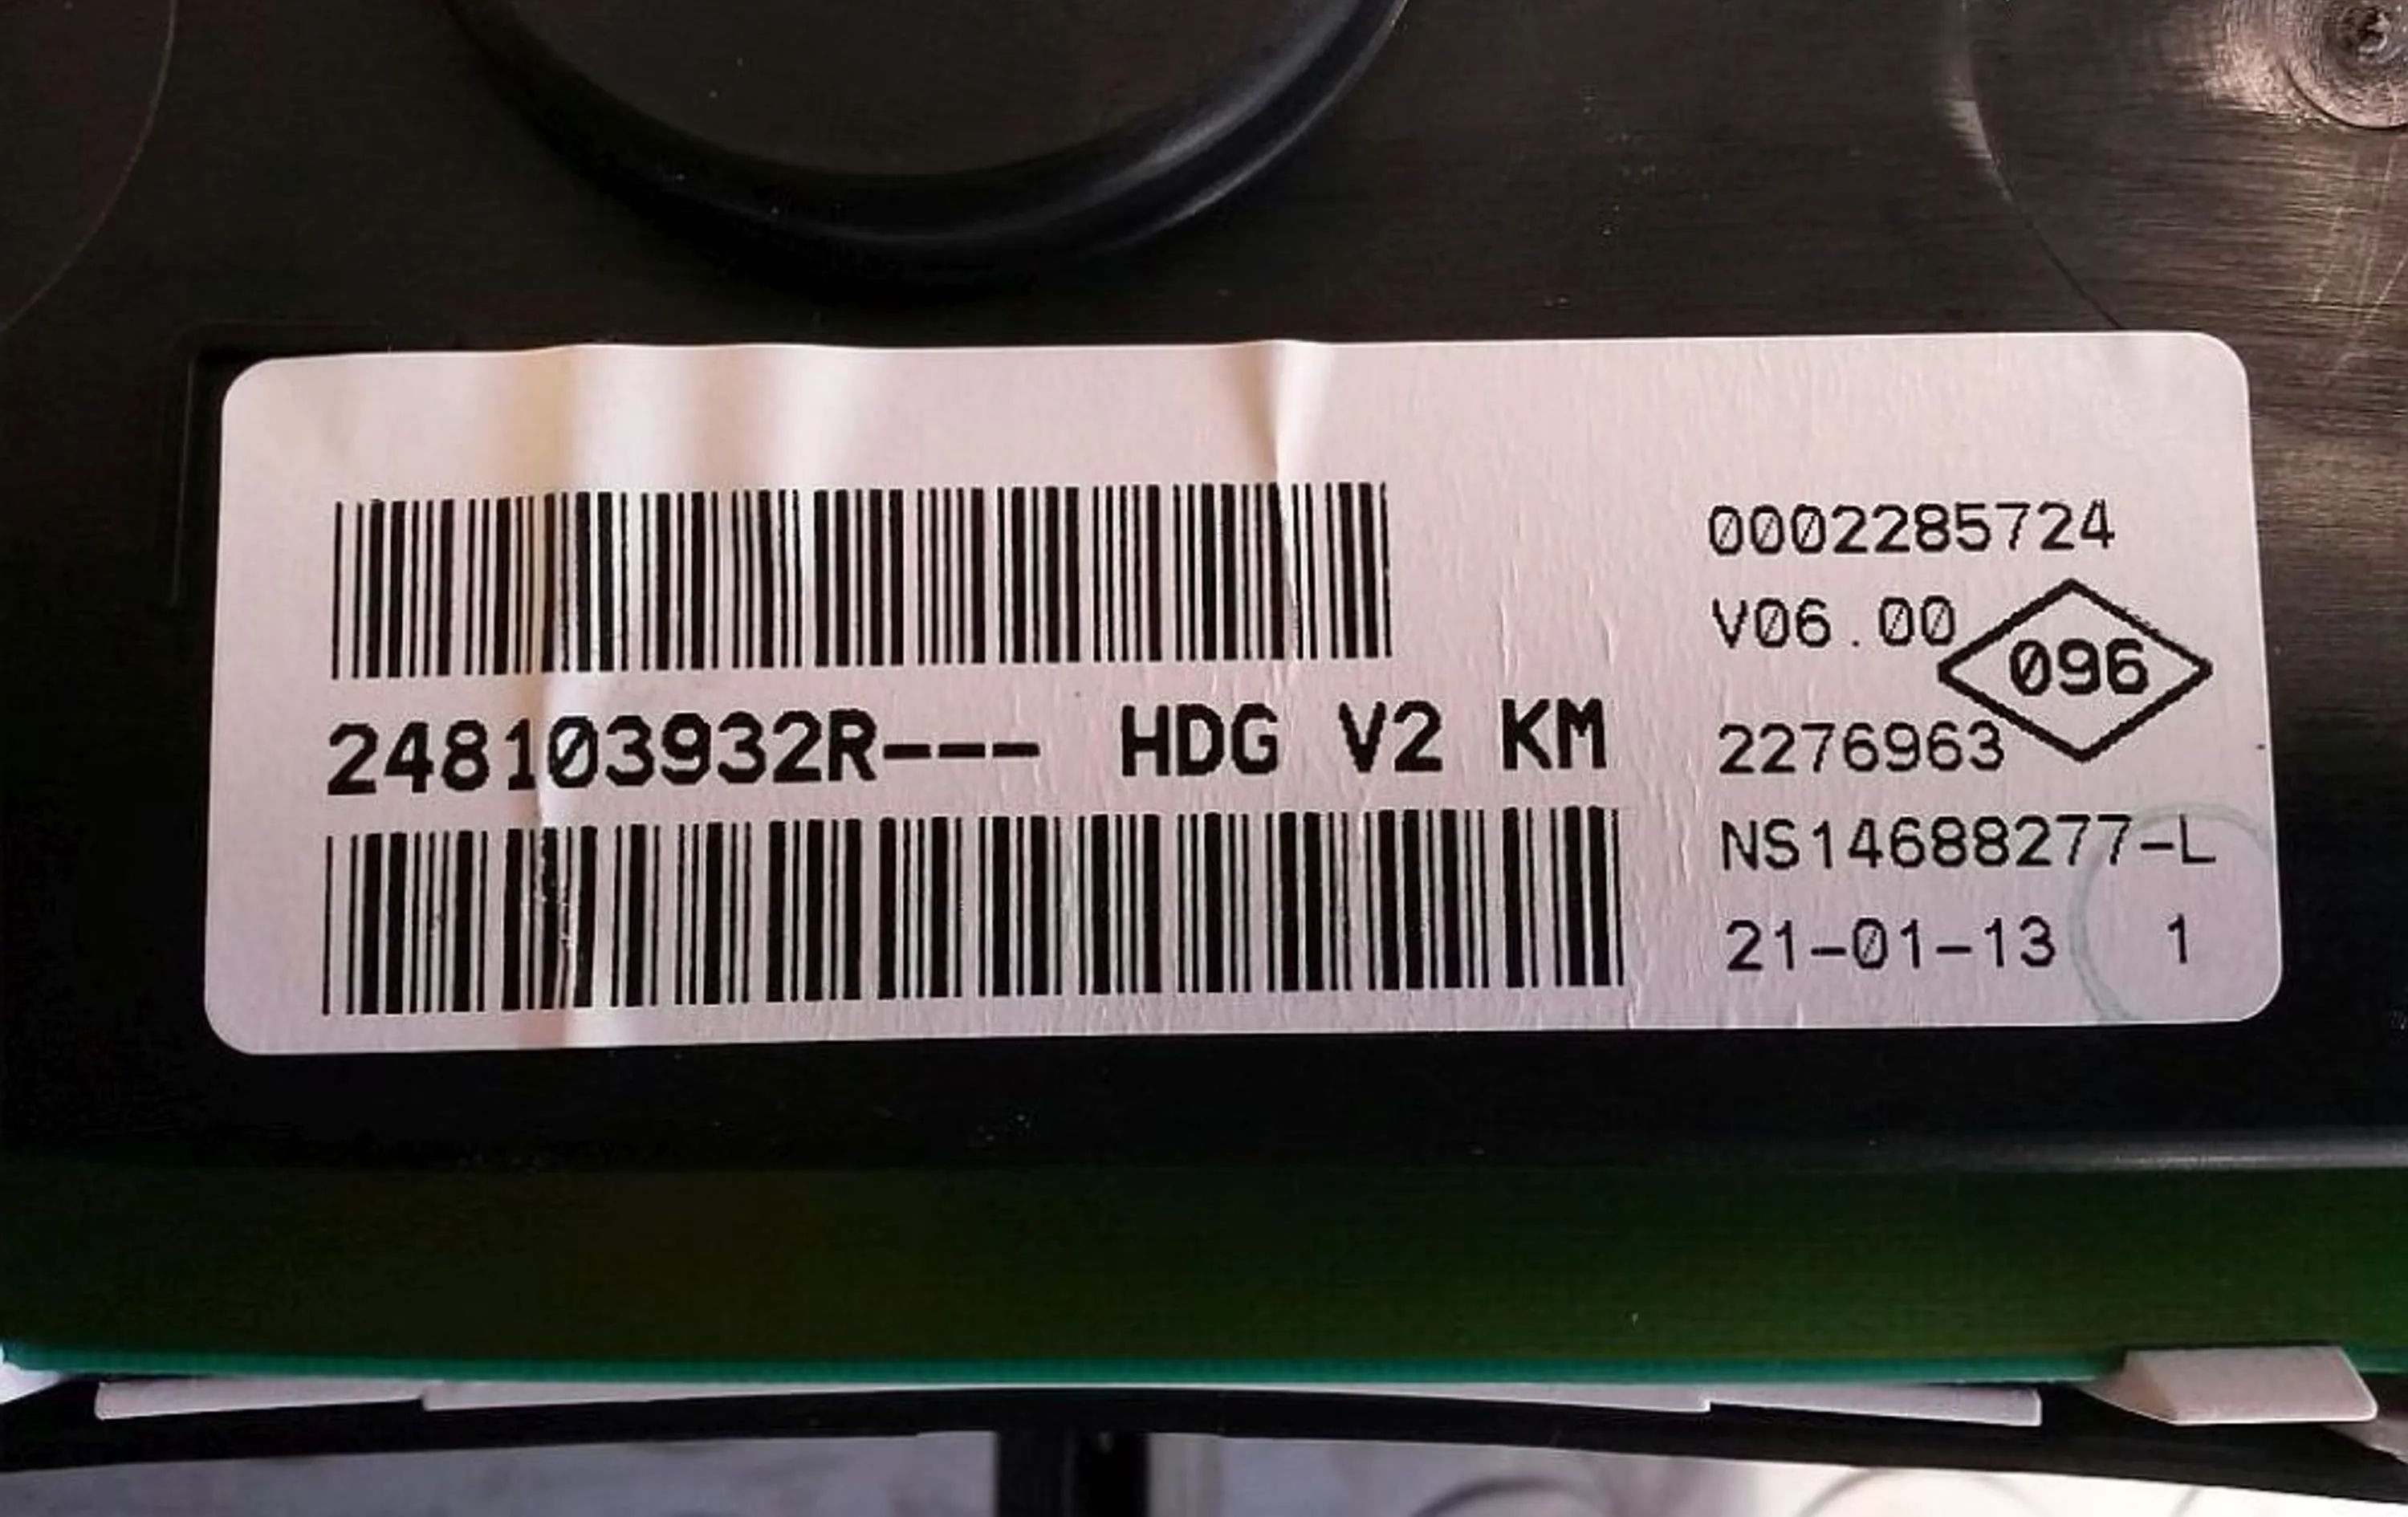 248103932R--- HDG V2 KM
0002285724
V06.00
096
2276963
NS14688277-L
21-01-13 1